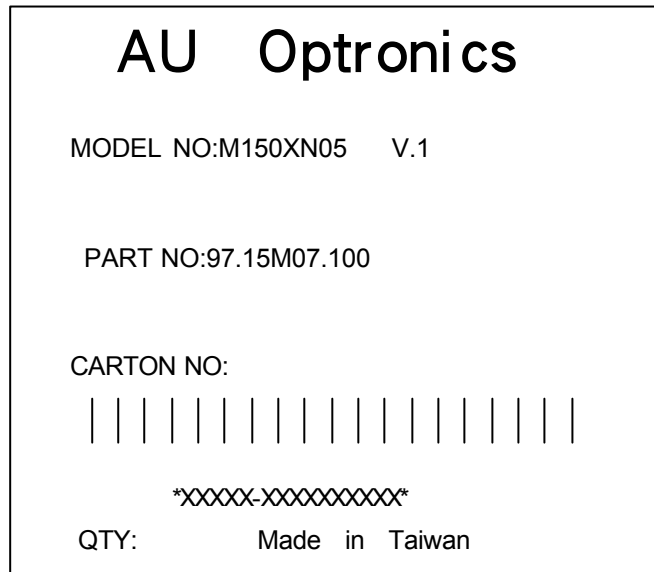 AU Optronics
MODEL NO:M150XN05 V.1
PART NO:97.15M07.100
CARTON NO:
*XXXXX-XXXXXXXXXX*
QTY: Made in Taiwan